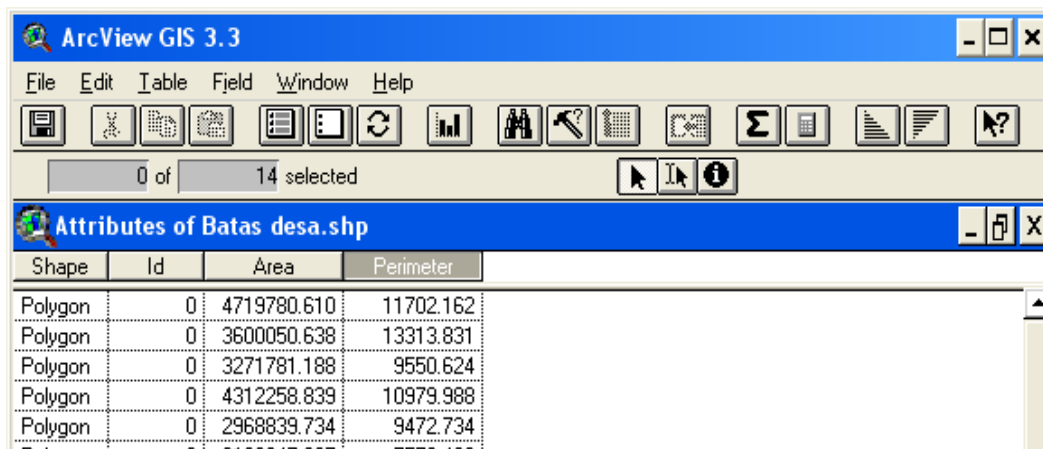 ArcView GIS 3.3
File Edit Table Field Window Help
0 of 14 selected
Attributes of Batas desa.shp
Shape Id Area Perimeter
Polygon 0 4719780.610 11702.162
Polygon 0 3600050.638 13313.831
Polygon 0 3271781.188 9550.624
Polygon 0 4312258.839 10979.988
Polygon 0 2968839.734 9472.734